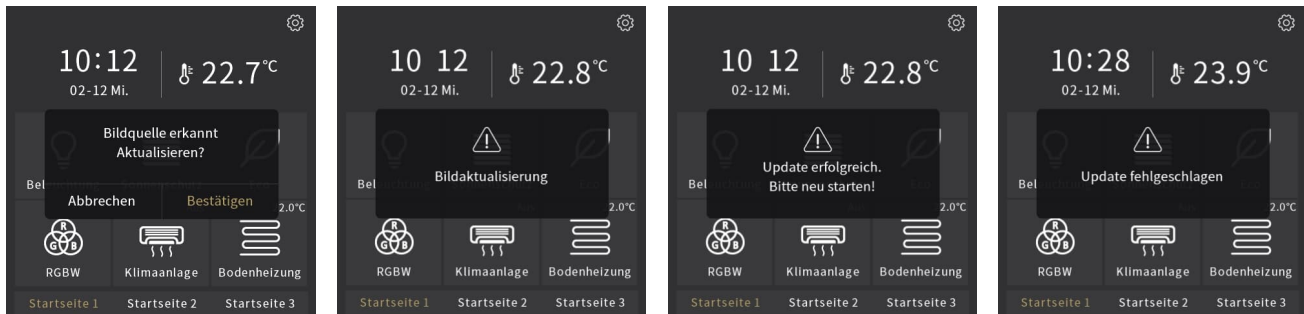 10:12
22.7°C
02-12 Mi.
Bildquelle erkannt
Aktualisieren?
Bel
Abbrechen
Bestätigen
2.0°C
R
G B
RGBW
Klimaanlage
Bodenheizung
Startseite 1
Startseite 2
Startseite 3
10 12
22.8°C
02-12 Mi.
Bildaktualisierung
Bel
2.0°C
R
G B
RGBW
Klimaanlage
Bodenheizung
Startseite 1
Startseite 2
Startseite 3
10 12
22.8°C
02-12 Mi.
Update erfolgreich.
Bitte neu starten!
Bel
2.0°C
R
G B
RGBW
Klimaanlage
Bodenheizung
Startseite 1
Startseite 2
Startseite 3
10:28
23.9°C
02-12 Mi.
Update fehlgeschlagen
Bel
2.0°C
R
G B
RGBW
Klimaanlage
Bodenheizung
Startseite 1
Startseite 2
Startseite 3